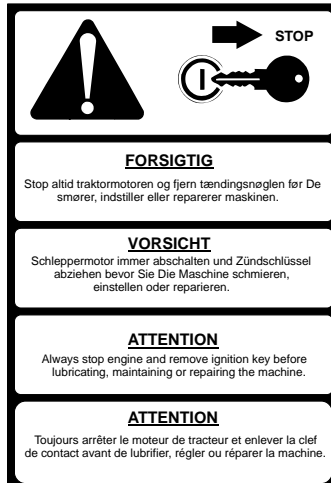 STOP
FORSIGTIG
Stop altid traktormotoren og fjern tændingsnøglen før De
smører, indstiller eller reparerer maskinen.
VORSICHT
Schleppermotor immer abschalten und Zündschlüssel
abziehen bevor Sie Die Maschine schmieren,
einstellen oder reparieren.
ATTENTION
Always stop engine and remove ignition key before
lubricating, maintaining or repairing the machine.
ATTENTION
Toujours arrêter le moteur de tracteur et enlever la clef
de contact avant de lubrifier, régler ou réparer la machine.